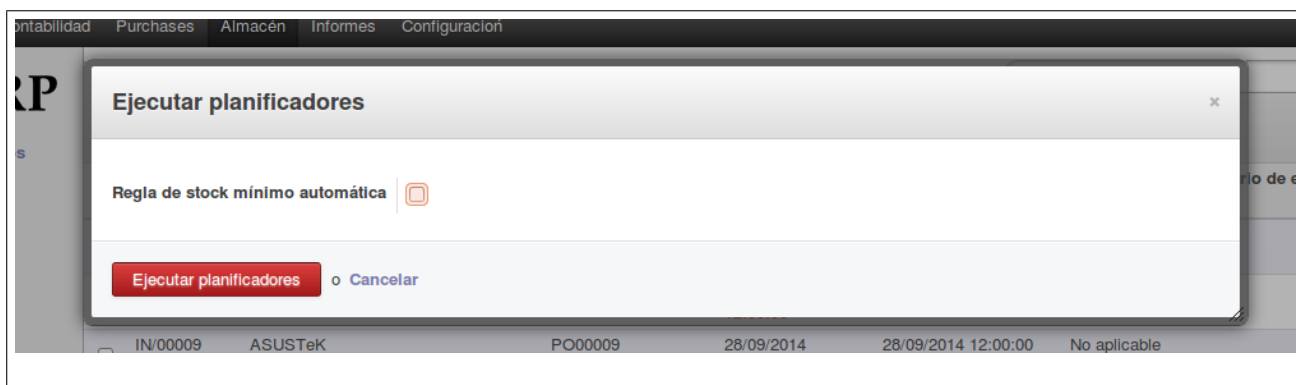 ontabilidad Purchases Almacén Informes Configuración
RP
Ejecutar planificadores ×
s
Regla de stock mínimo automática
rio de e
Ejecutar planificadores o Cancelar
IN/00009 ASUSTeK PO00009 28/09/2014 28/09/2014 12:00:00 No aplicable